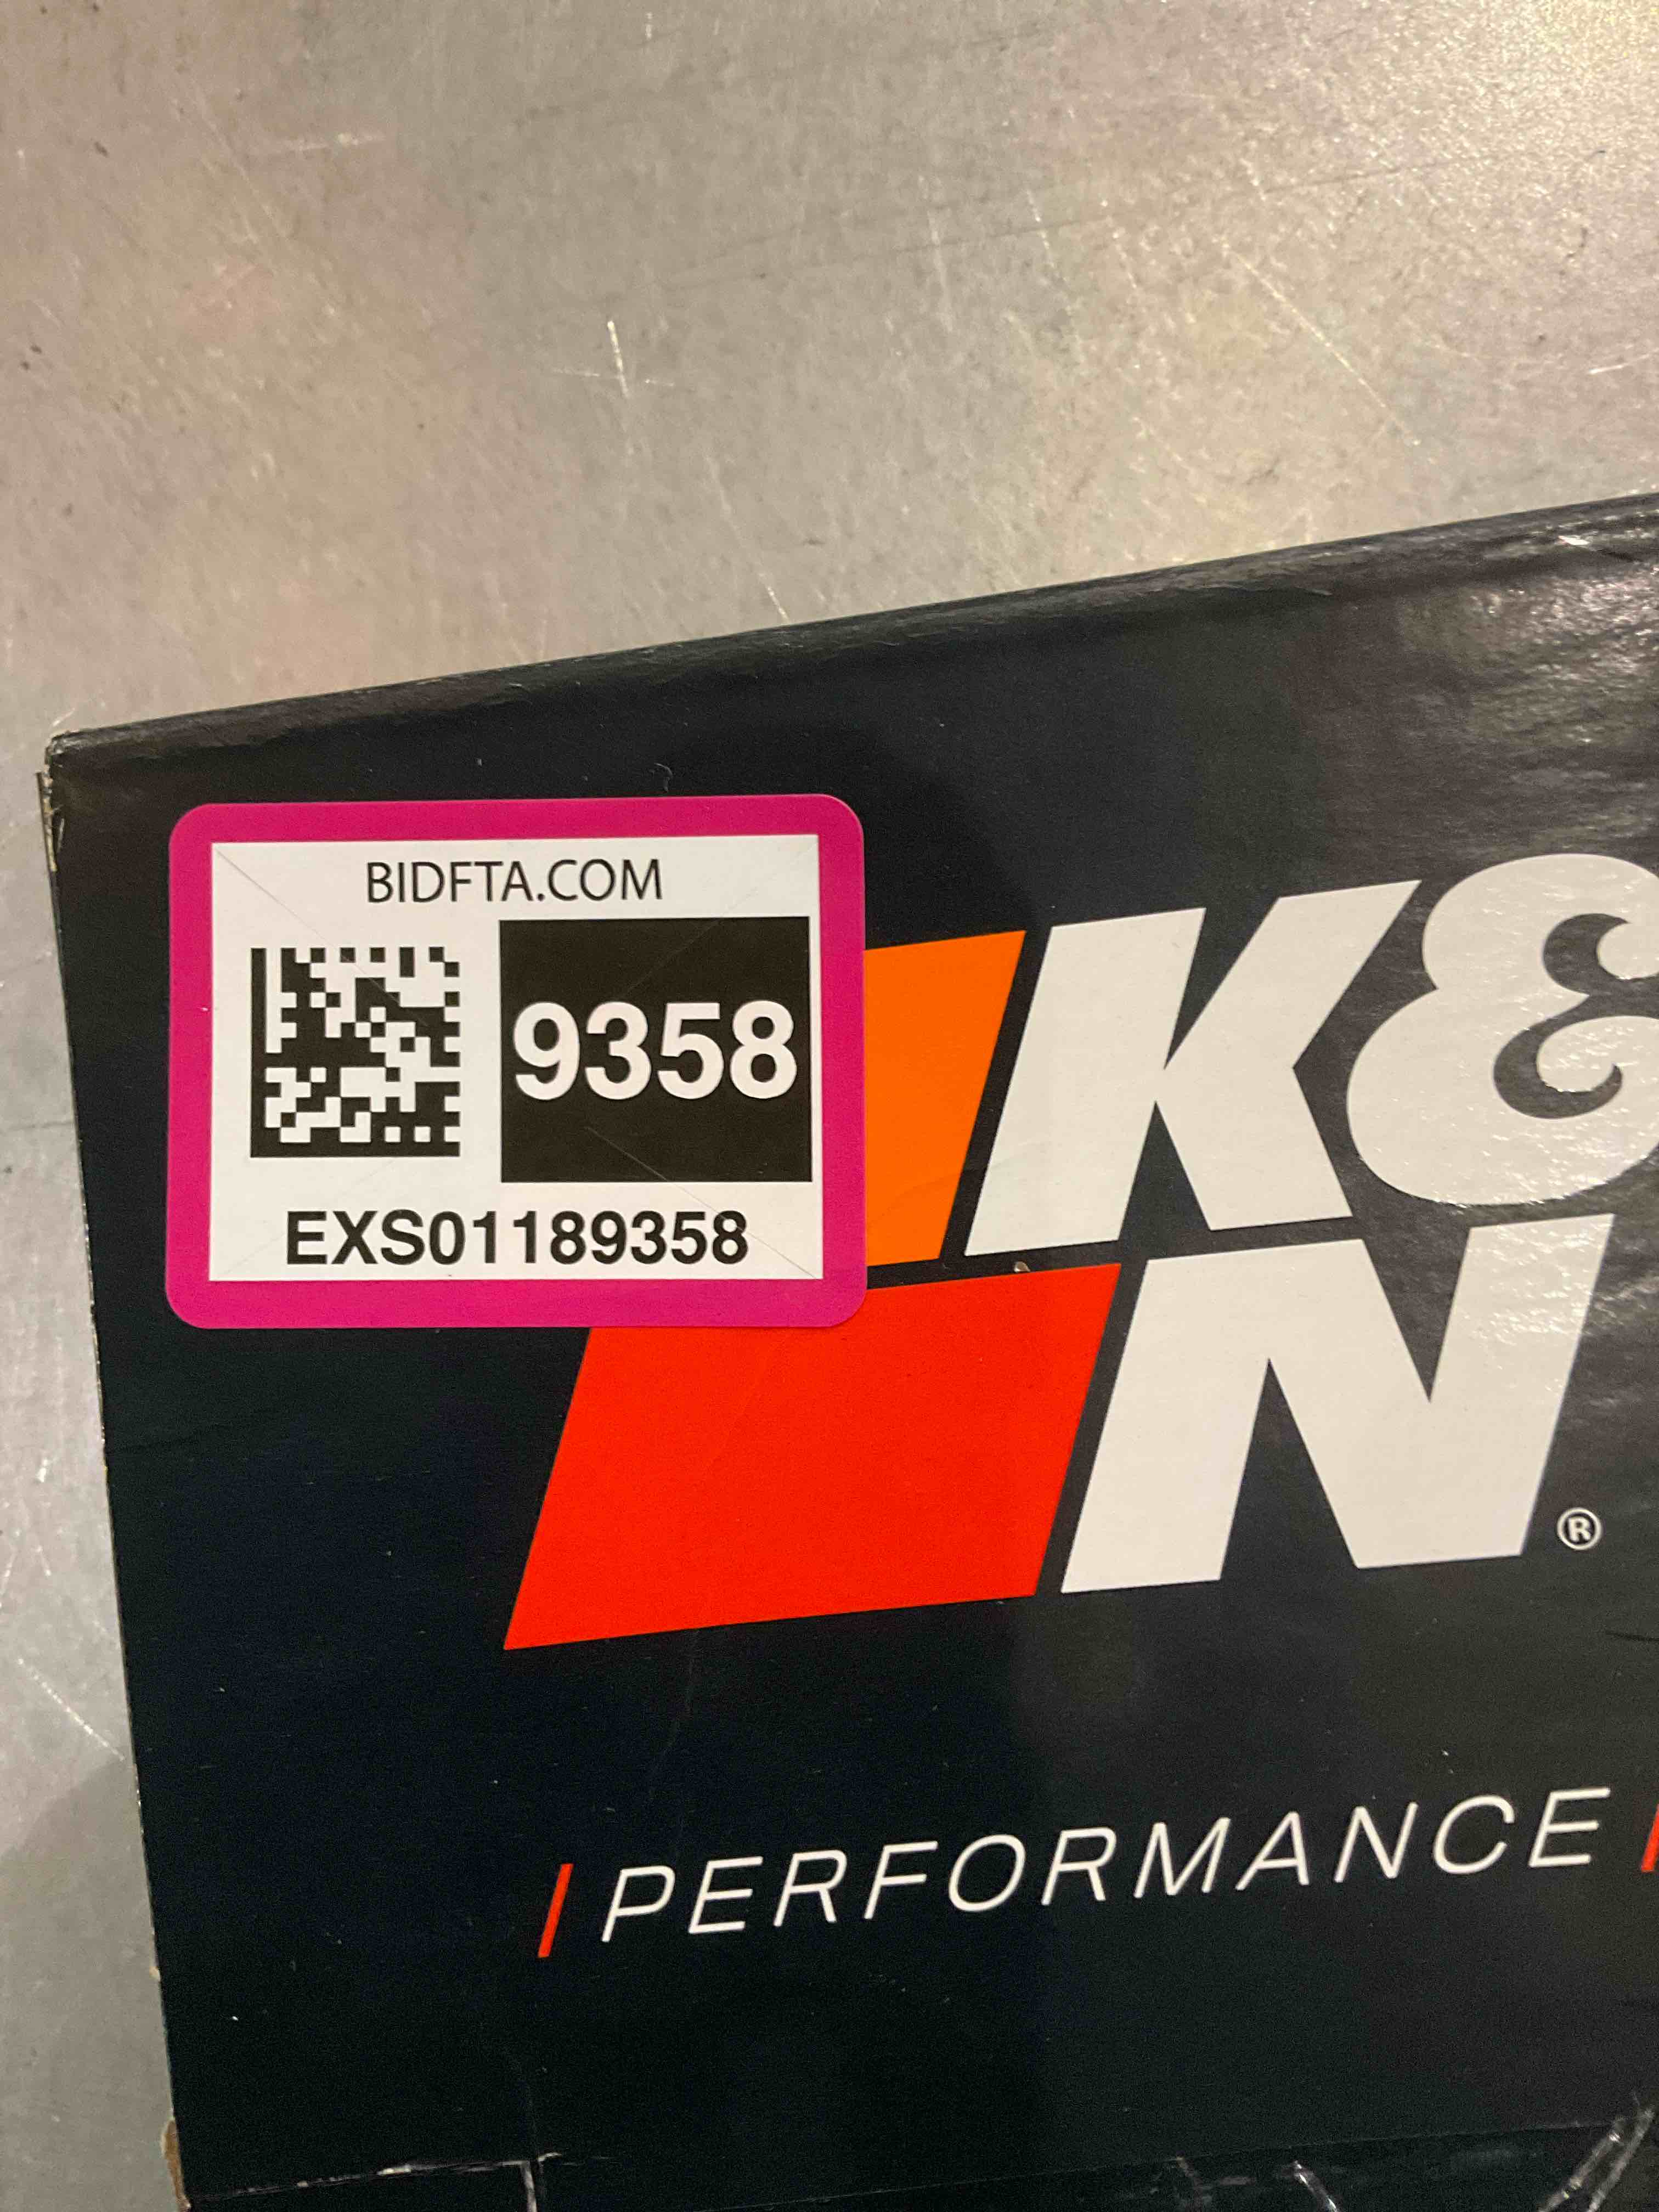 BIDFTA.COM
9358
EXS01189358
K&
N®
PERFORMANCE